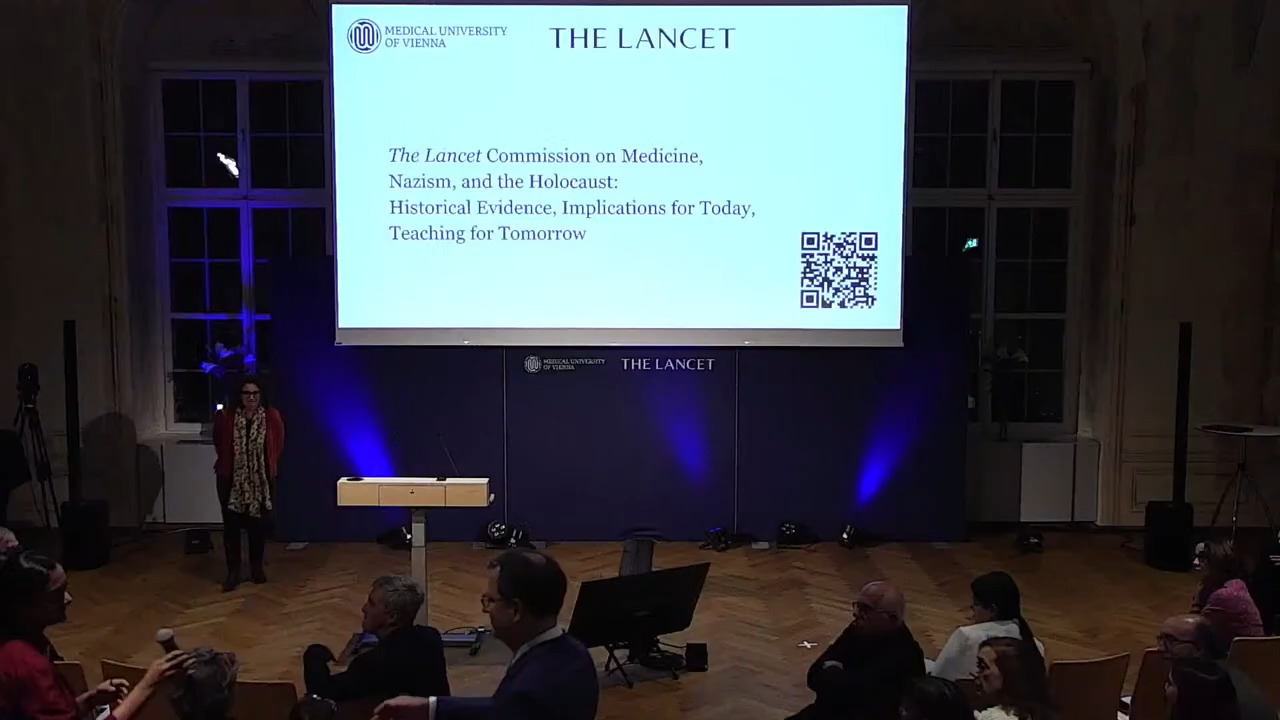 MEDICAL UNIVERSITY
OF VIENNA
THE LANCET
The Lancet Commission on Medicine,
Nazism, and the Holocaust:
Historical Evidence, Implications for Today,
Teaching for Tomorrow
MEDICAL UNIVERSITY
OF VIENNA
THE LANCET